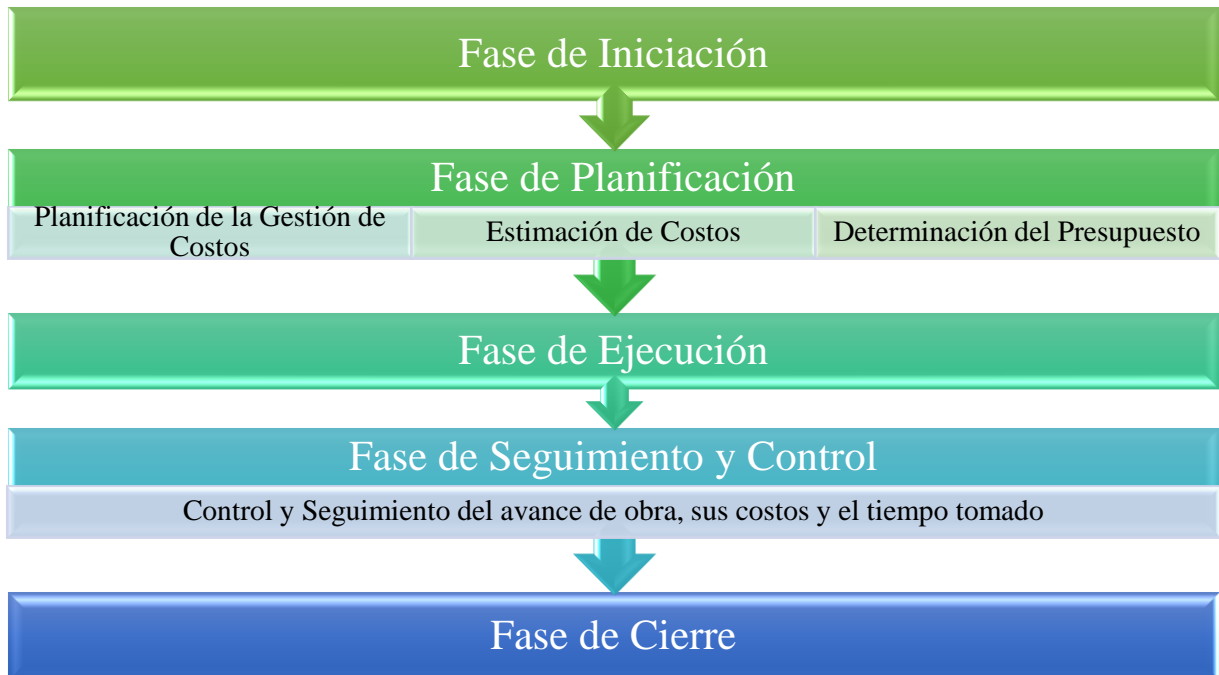 Fase de Iniciación
Fase de Planificación
Planificación de la Gestión de
Costos
Estimación de Costos
Determinación del Presupuesto
Fase de Ejecución
Fase de Seguimiento y Control
Control y Seguimiento del avance de obra, sus costos y el tiempo tomado
Fase de Cierre